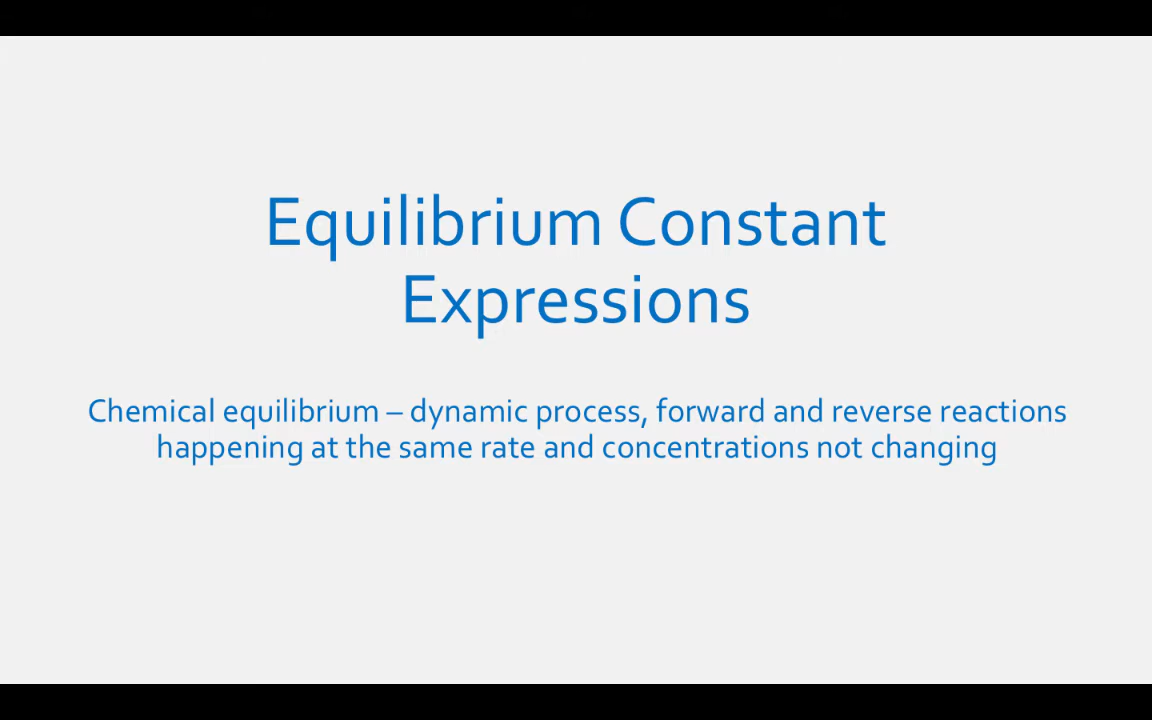 Equilibrium Constant
Expressions
Chemical equilibrium – dynamic process, forward and reverse reactions
happening at the same rate and concentrations not changing